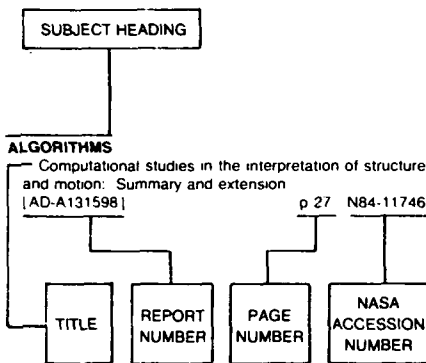 SUBJECT HEADING
ALGORITHMS
Computational studies in the interpretation of structure
and motion: Summary and extension
[AD-A131598] p 27 N84-11746
TITLE
REPORT
NUMBER
PAGE
NUMBER
NASA
ACCESSION
NUMBER